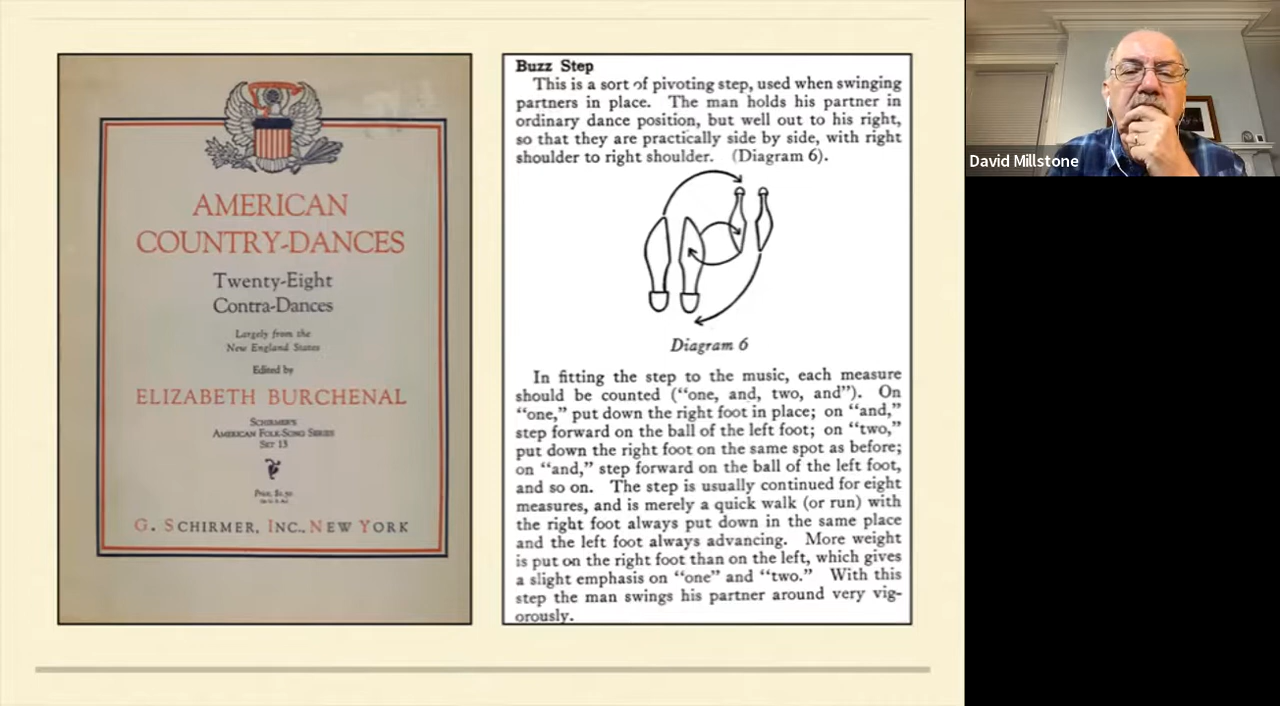 AMERICAN
COUNTRY-DANCES
Twenty-Eight
Contra-Dances
Largely from the
New England States
Edited by
ELIZABETH BURCHENAL
SCHIRMER'S
AMERICAN FOLK-SONG SERIES
SET 13
Price, $1.50
G. SCHIRMER, INC., NEW YORK
Buzz Step
This is a sort of pivoting step, used when swinging
partners in place. The man holds his partner in
ordinary dance position, but well out to his right,
so that they are practically side by side, with right
shoulder to right shoulder. (Diagram 6).
Diagram 6
In fitting the step to the music, each measure
should be counted (“one, and, two, and”). On
“one,” put down the right foot in place; on “and,”
step forward on the ball of the left foot; on “two,”
put down the right foot on the same spot as before;
on “and,” step forward on the ball of the left foot,
and so on. The step is usually continued for eight
measures, and is merely a quick walk (or run) with
the right foot always put down in the same place
and the left foot always advancing. More weight
is put on the right foot than on the left, which gives
a slight emphasis on “one” and “two.” With this
step the man swings his partner around very vig-
orously.
David Millstone